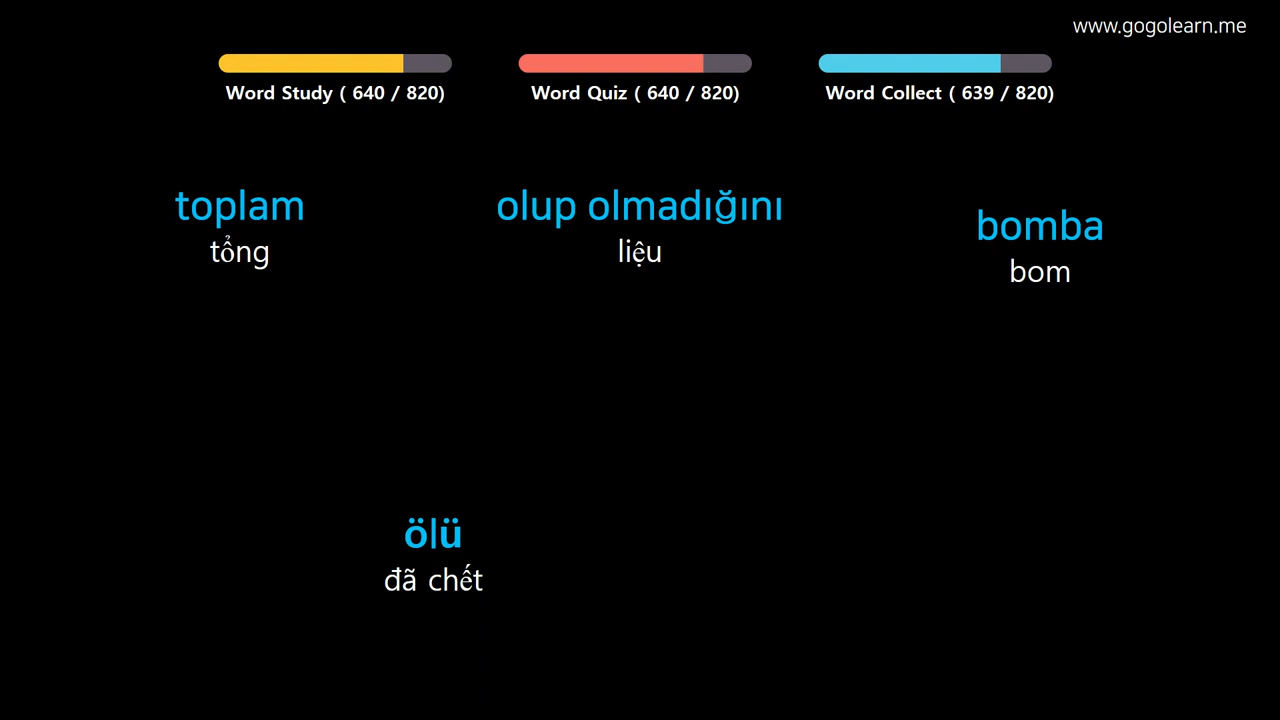 www.gogolearn.me
Word Study ( 640 / 820)
Word Quiz ( 640 / 820)
Word Collect ( 639 / 820)
toplam
tổng
olup olmadığını
liệu
bomba
bom
ölü
đã chết